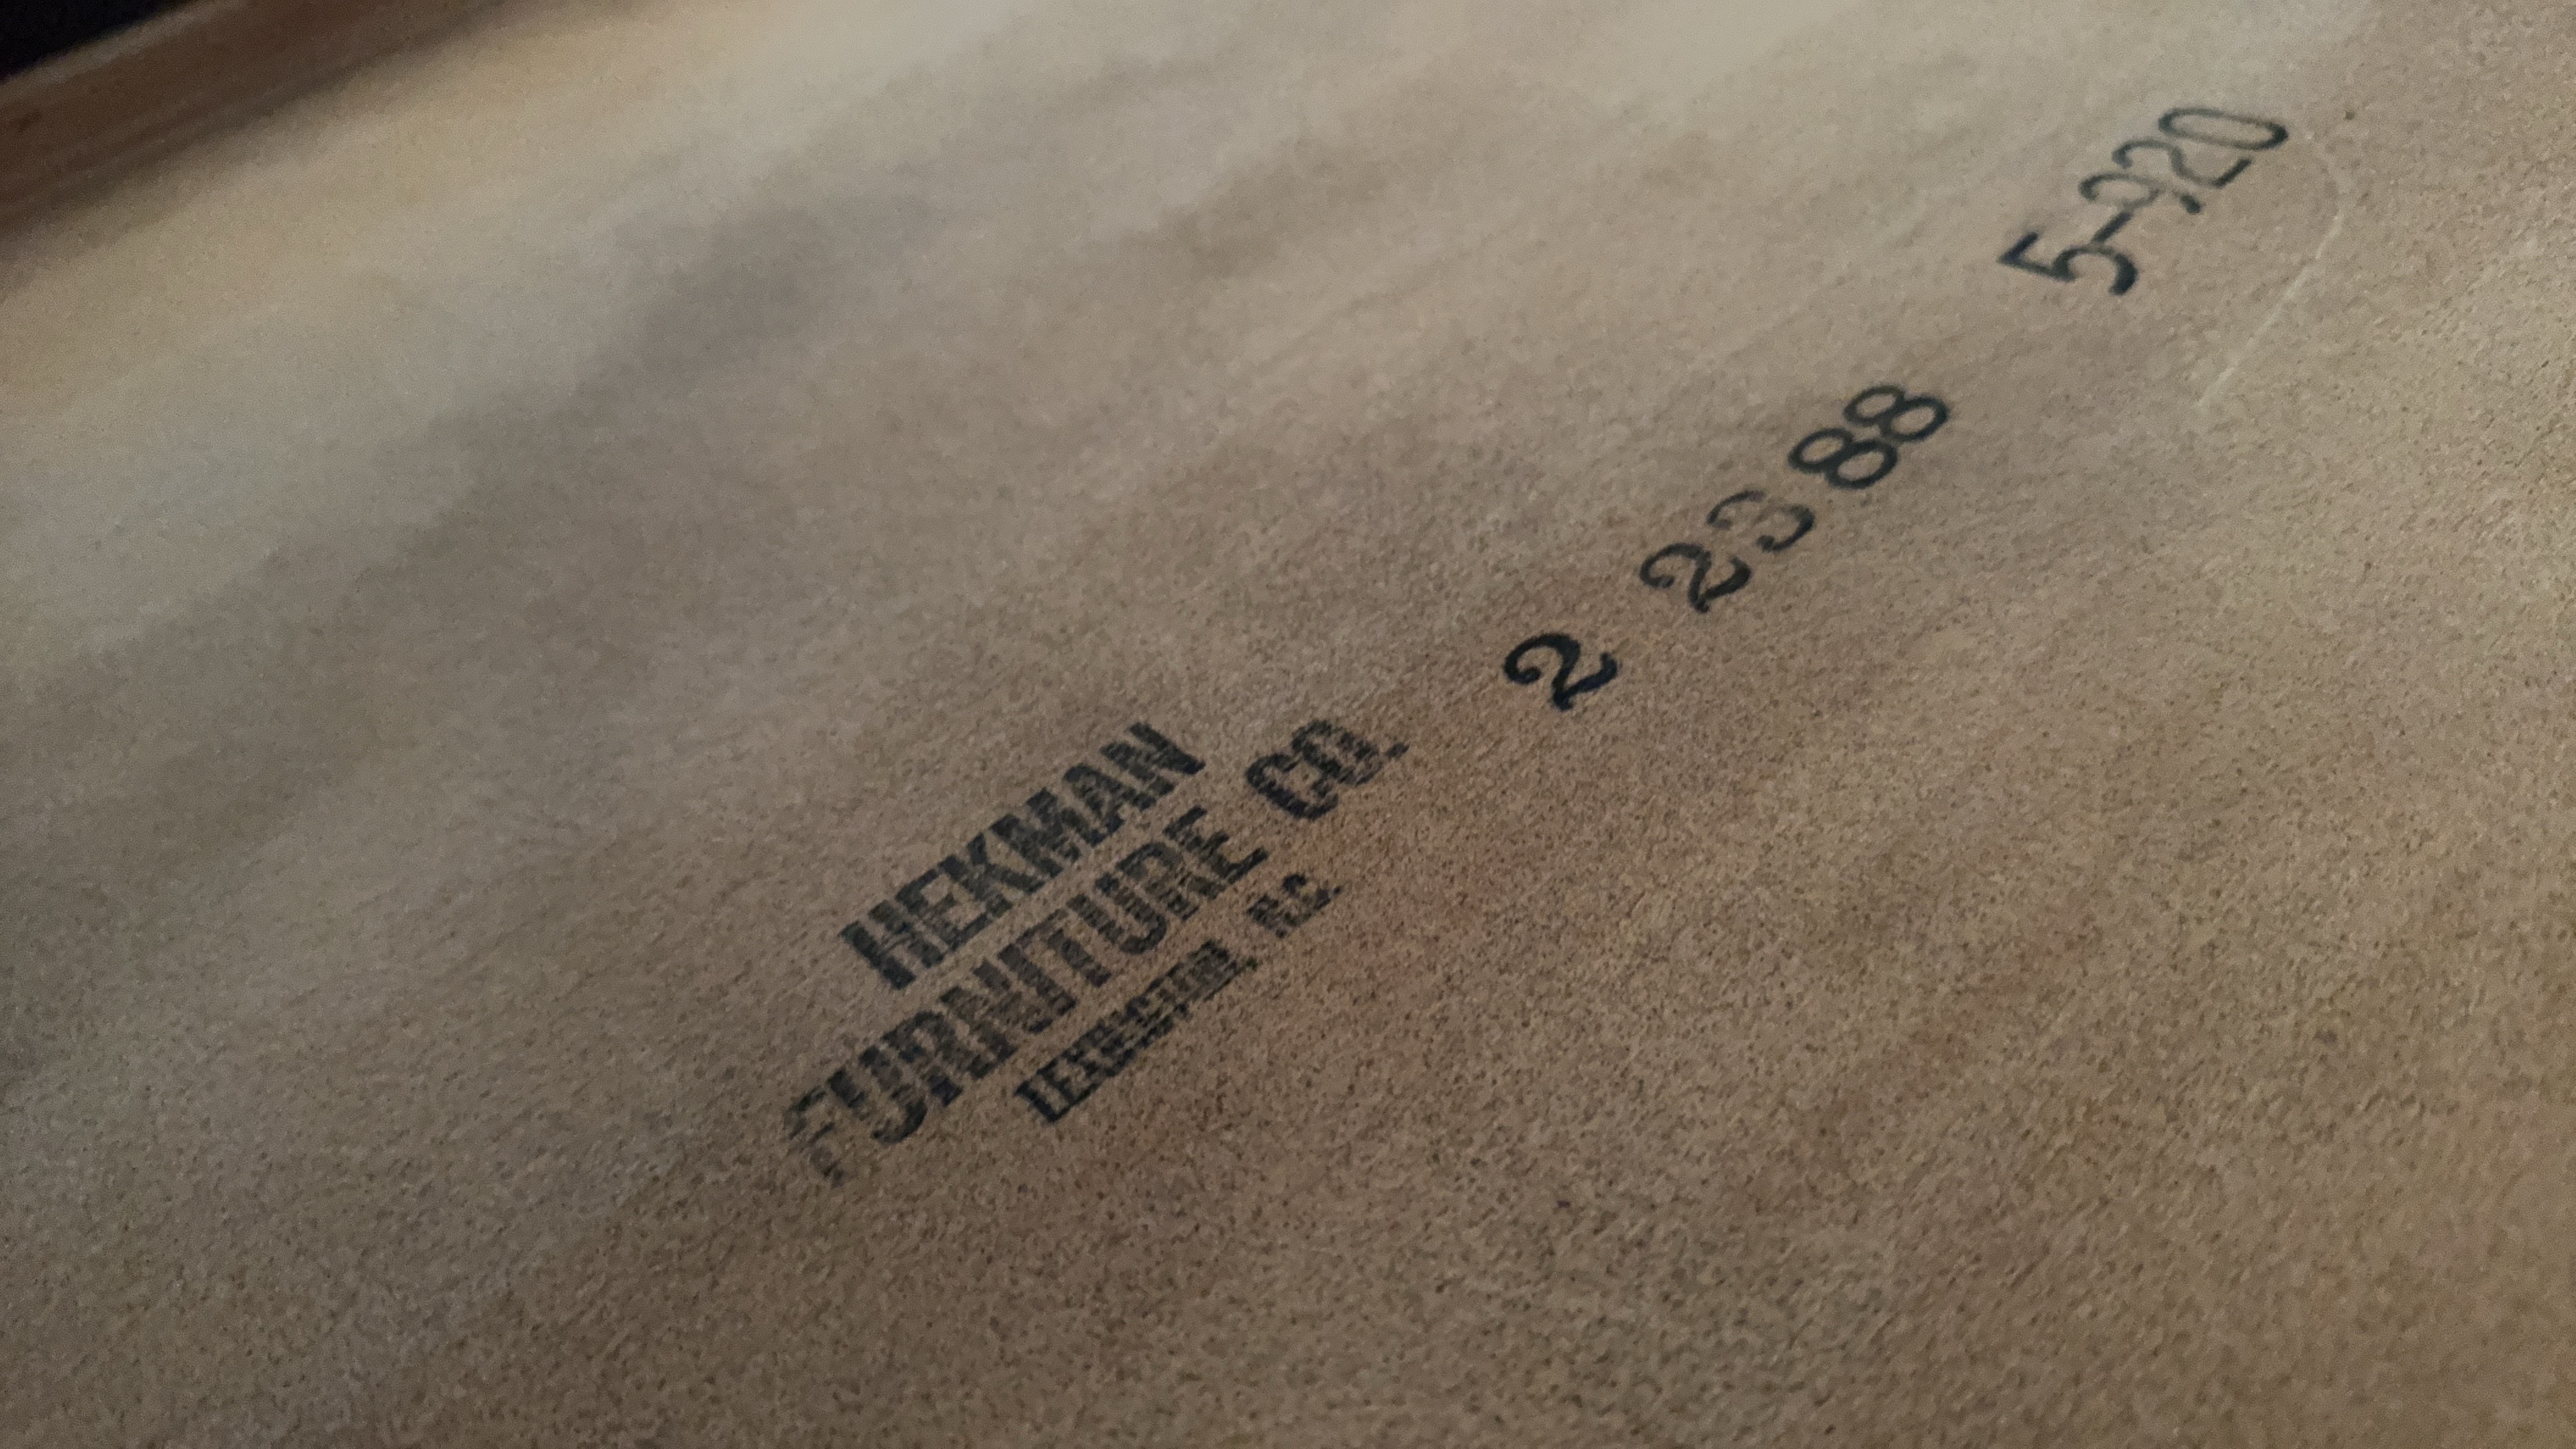 HEKMAN
FURNITURE CO.
LEXINGTON, N.C.
2 2388 5-920